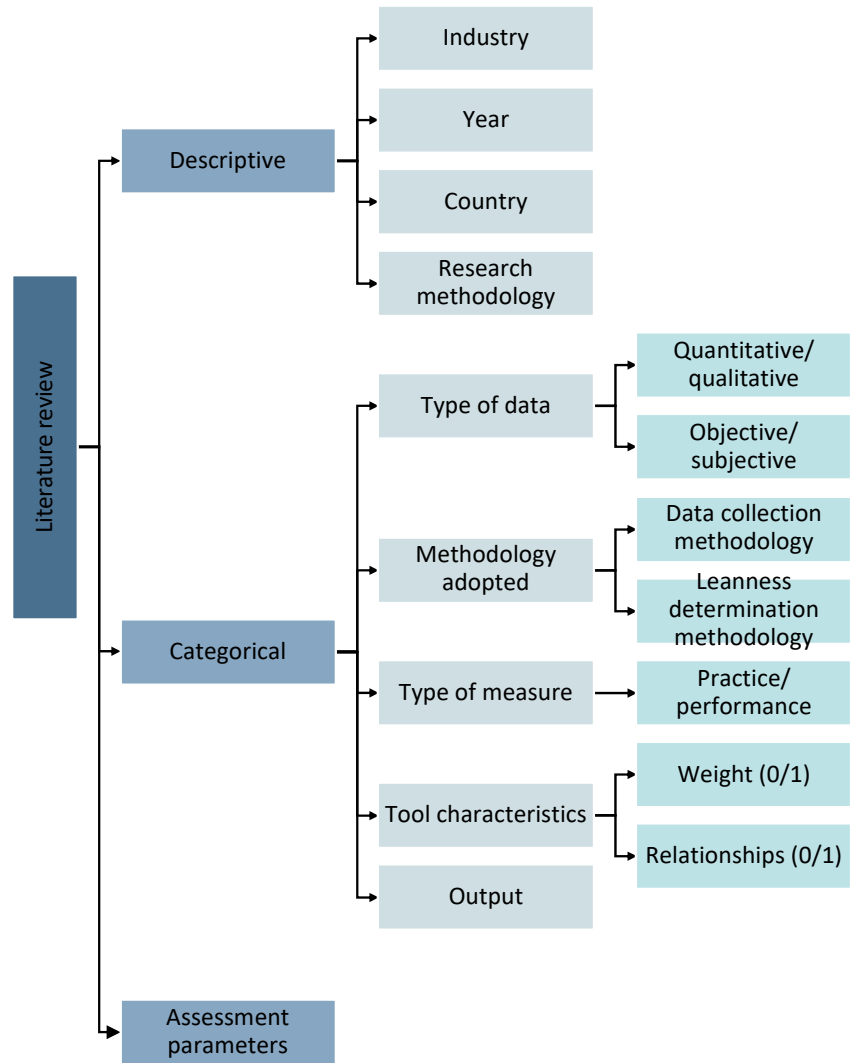 Literature review
Descriptive
Industry
Year
Country
Research
methodology
Categorical
Type of data
Quantitative/
qualitative
Objective/
subjective
Methodology
adopted
Data collection
methodology
Leanness
determination
methodology
Type of measure
Practice/
performance
Tool characteristics
Weight (0/1)
Relationships (0/1)
Output
Assessment
parameters